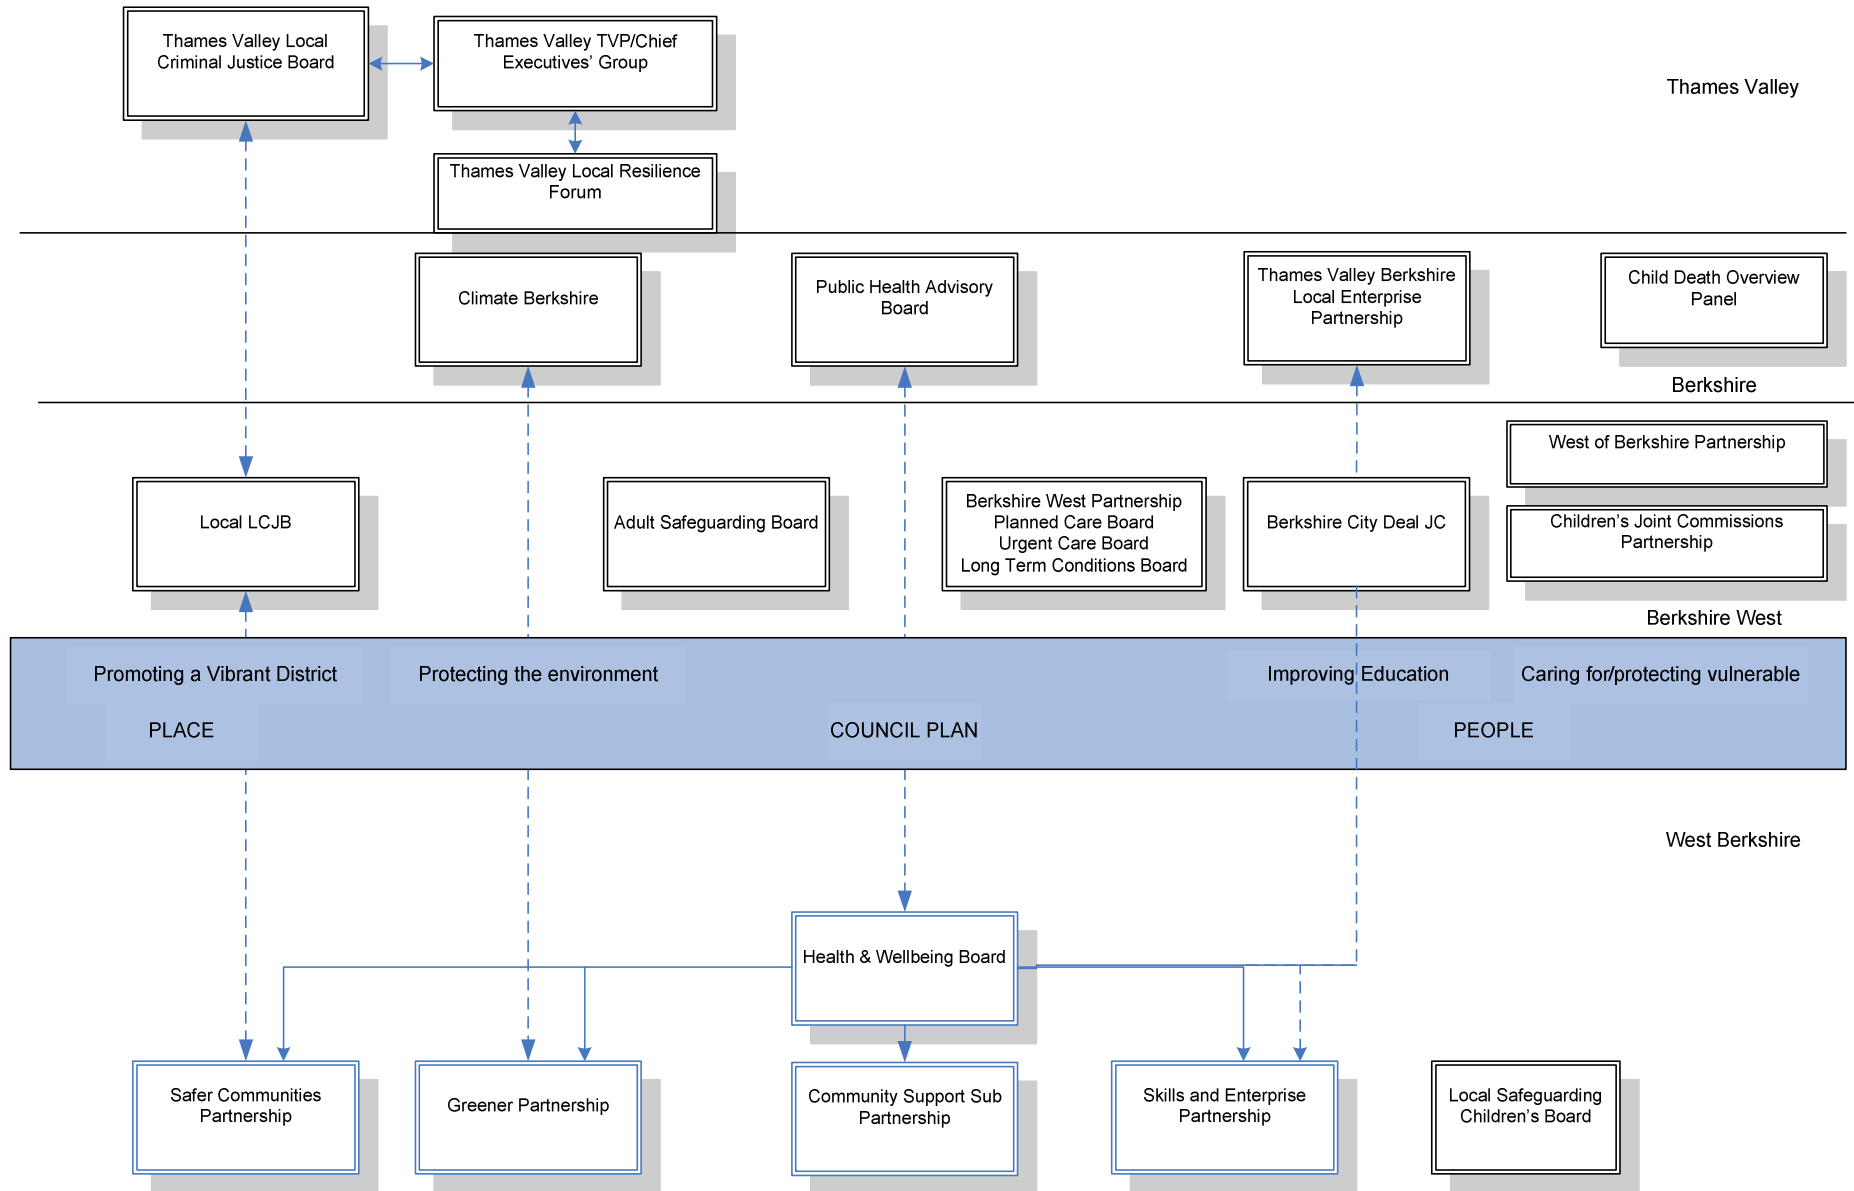 Thames Valley Local
Criminal Justice Board
Thames Valley TVP/Chief
Executives’ Group
Thames Valley
Thames Valley Local Resilience
Forum
Climate Berkshire
Public Health Advisory
Board
Thames Valley Berkshire
Local Enterprise
Partnership
Child Death Overview
Panel
Berkshire
West of Berkshire Partnership
Local LCJB
Adult Safeguarding Board
Berkshire West Partnership
Planned Care Board
Urgent Care Board
Long Term Conditions Board
Berkshire City Deal JC
Children’s Joint Commissions
Partnership
Berkshire West
Promoting a Vibrant District
Protecting the environment
Improving Education
Caring for/protecting vulnerable
PLACE
COUNCIL PLAN
PEOPLE
West Berkshire
Health & Wellbeing Board
Safer Communities
Partnership
Greener Partnership
Community Support Sub
Partnership
Skills and Enterprise
Partnership
Local Safeguarding
Children’s Board